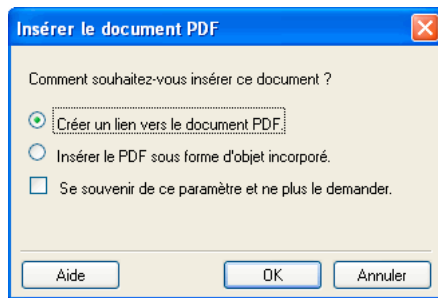 Insérer le document PDF
Comment souhaitez-vous insérer ce document ?
Créer un lien vers le document PDF.
Insérer le PDF sous forme d'objet incorporé.
Se souvenir de ce paramètre et ne plus le demander.
Aide OK Annuler